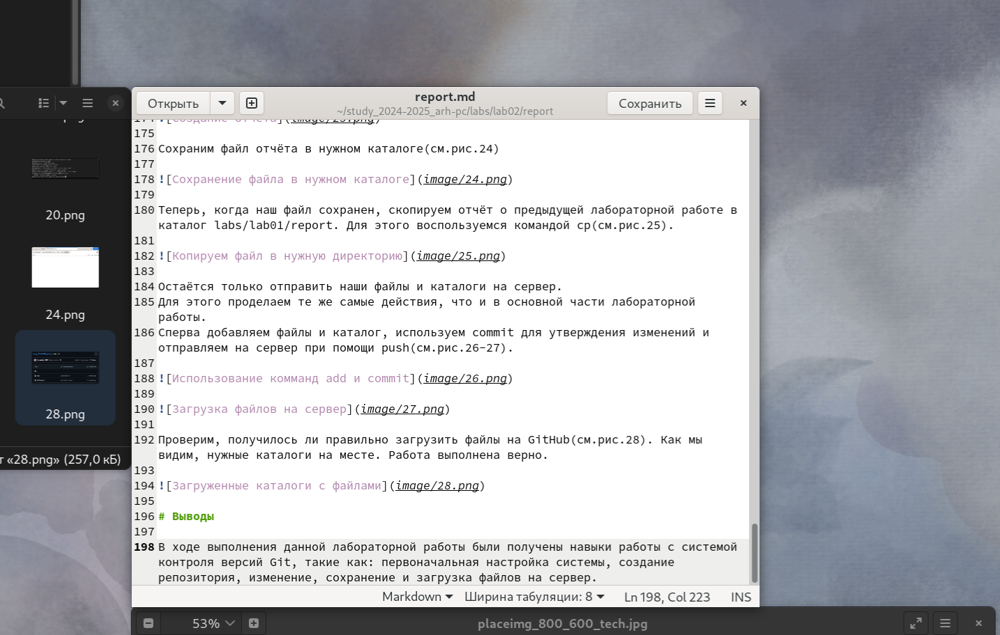 Открыть
report.md
~/study_2024-2025_arh-pc/labs/lab02/report
Сохранить
175
176 Сохраним файл отчёта в нужном каталоге(см.рис.24)
177
178 ![Сохранение файла в нужном каталоге](image/24.png)
179
180 Теперь, когда наш файл сохранен, скопируем отчёт о предыдущей лабораторной работе в
каталог labs/lab01/report. Для этого воспользуемся командой cp(см.рис.25).
181
182 ![Копируем файл в нужную директорию](image/25.png)
183
184 Остаётся только отправить наши файлы и каталоги на сервер.
185 Для этого проделаем те же самые действия, что и в основной части лабораторной
работы.
186 Сперва добавляем файлы и каталог, используем commit для утверждения изменений и
отправляем на сервер при помощи push(см.рис.26-27).
187
188 ![Использование комманд add и commit](image/26.png)
189
190 ![Загрузка файлов на сервер](image/27.png)
191
192 Проверим, получилось ли правильно загрузить файлы на GitHub(см.рис.28). Как мы
видим, нужные каталоги на месте. Работа выполнена верно.
193
194 ![Загруженные каталоги с файлами](image/28.png)
195
196 # Выводы
197
198 В ходе выполнения данной лабораторной работы были получены навыки работы с системой
контроля версий Git, такие как: первоначальная настройка системы, создание
репозитория, изменение, сохранение и загрузка файлов на сервер.
Markdown
Ширина табуляции: 8
Ln 198, Col 223
INS
20.png
24.png
28.png
т «28.png» (257,0 кБ)
53%
placeimg_800_600_tech.jpg